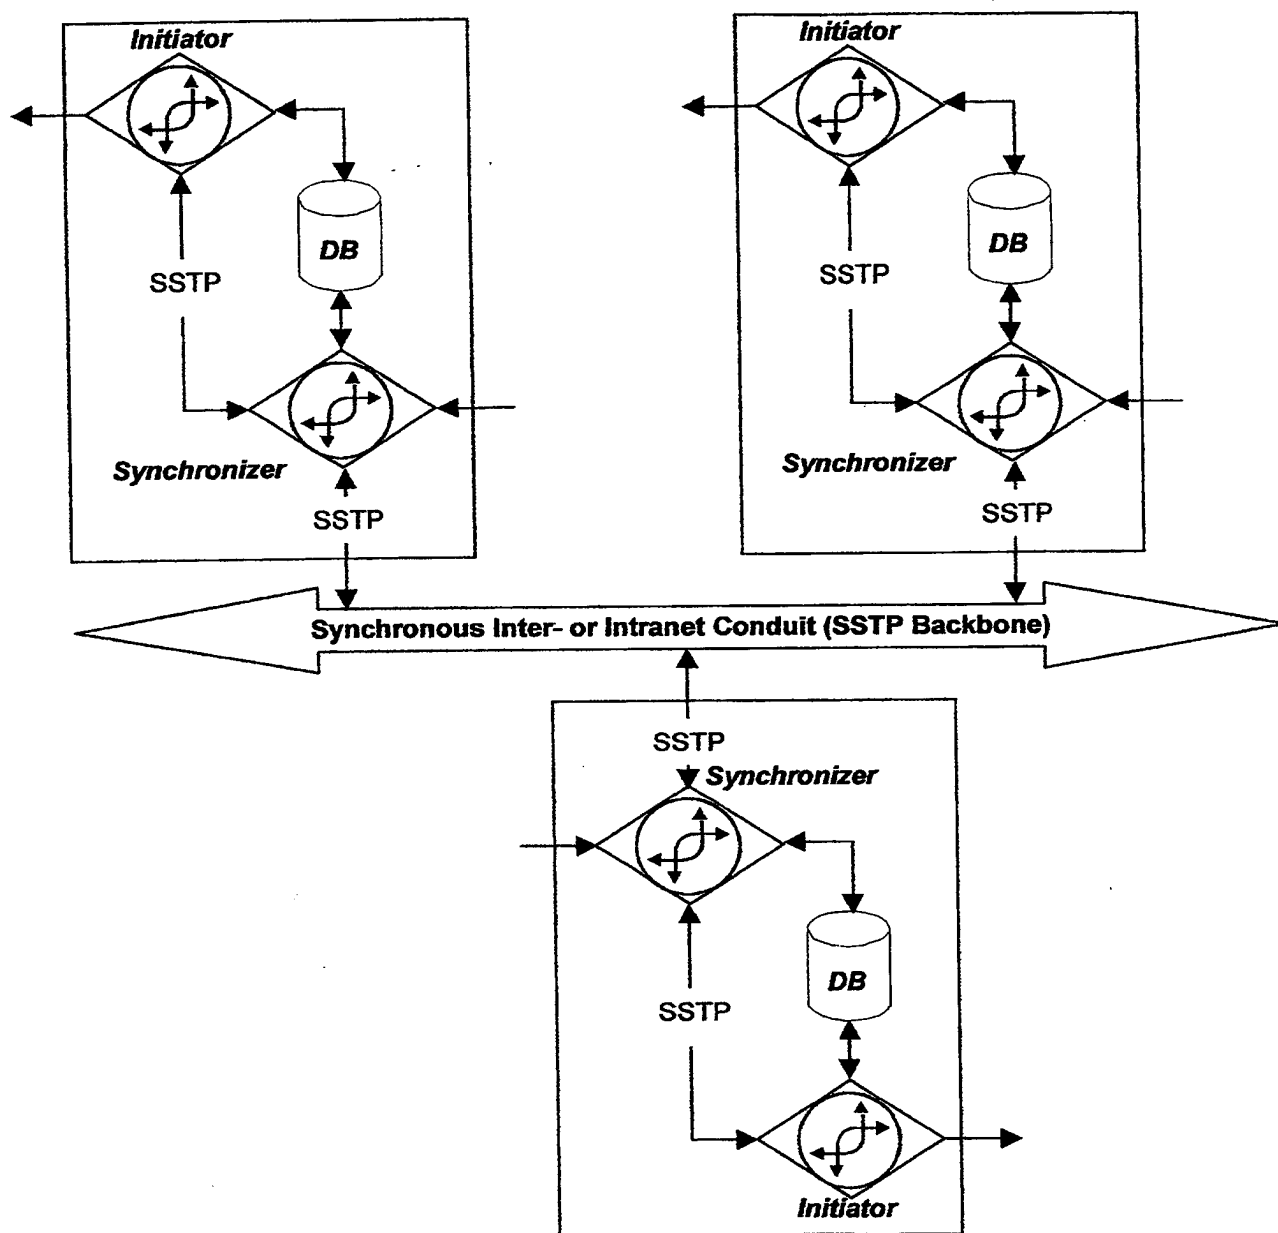 Initiator
DB
SSTP
Synchronizer
SSTP
Initiator
DB
SSTP
Synchronizer
SSTP
Synchronous Inter- or Intranet Conduit (SSTP Backbone)
SSTP
Synchronizer
DB
SSTP
Initiator